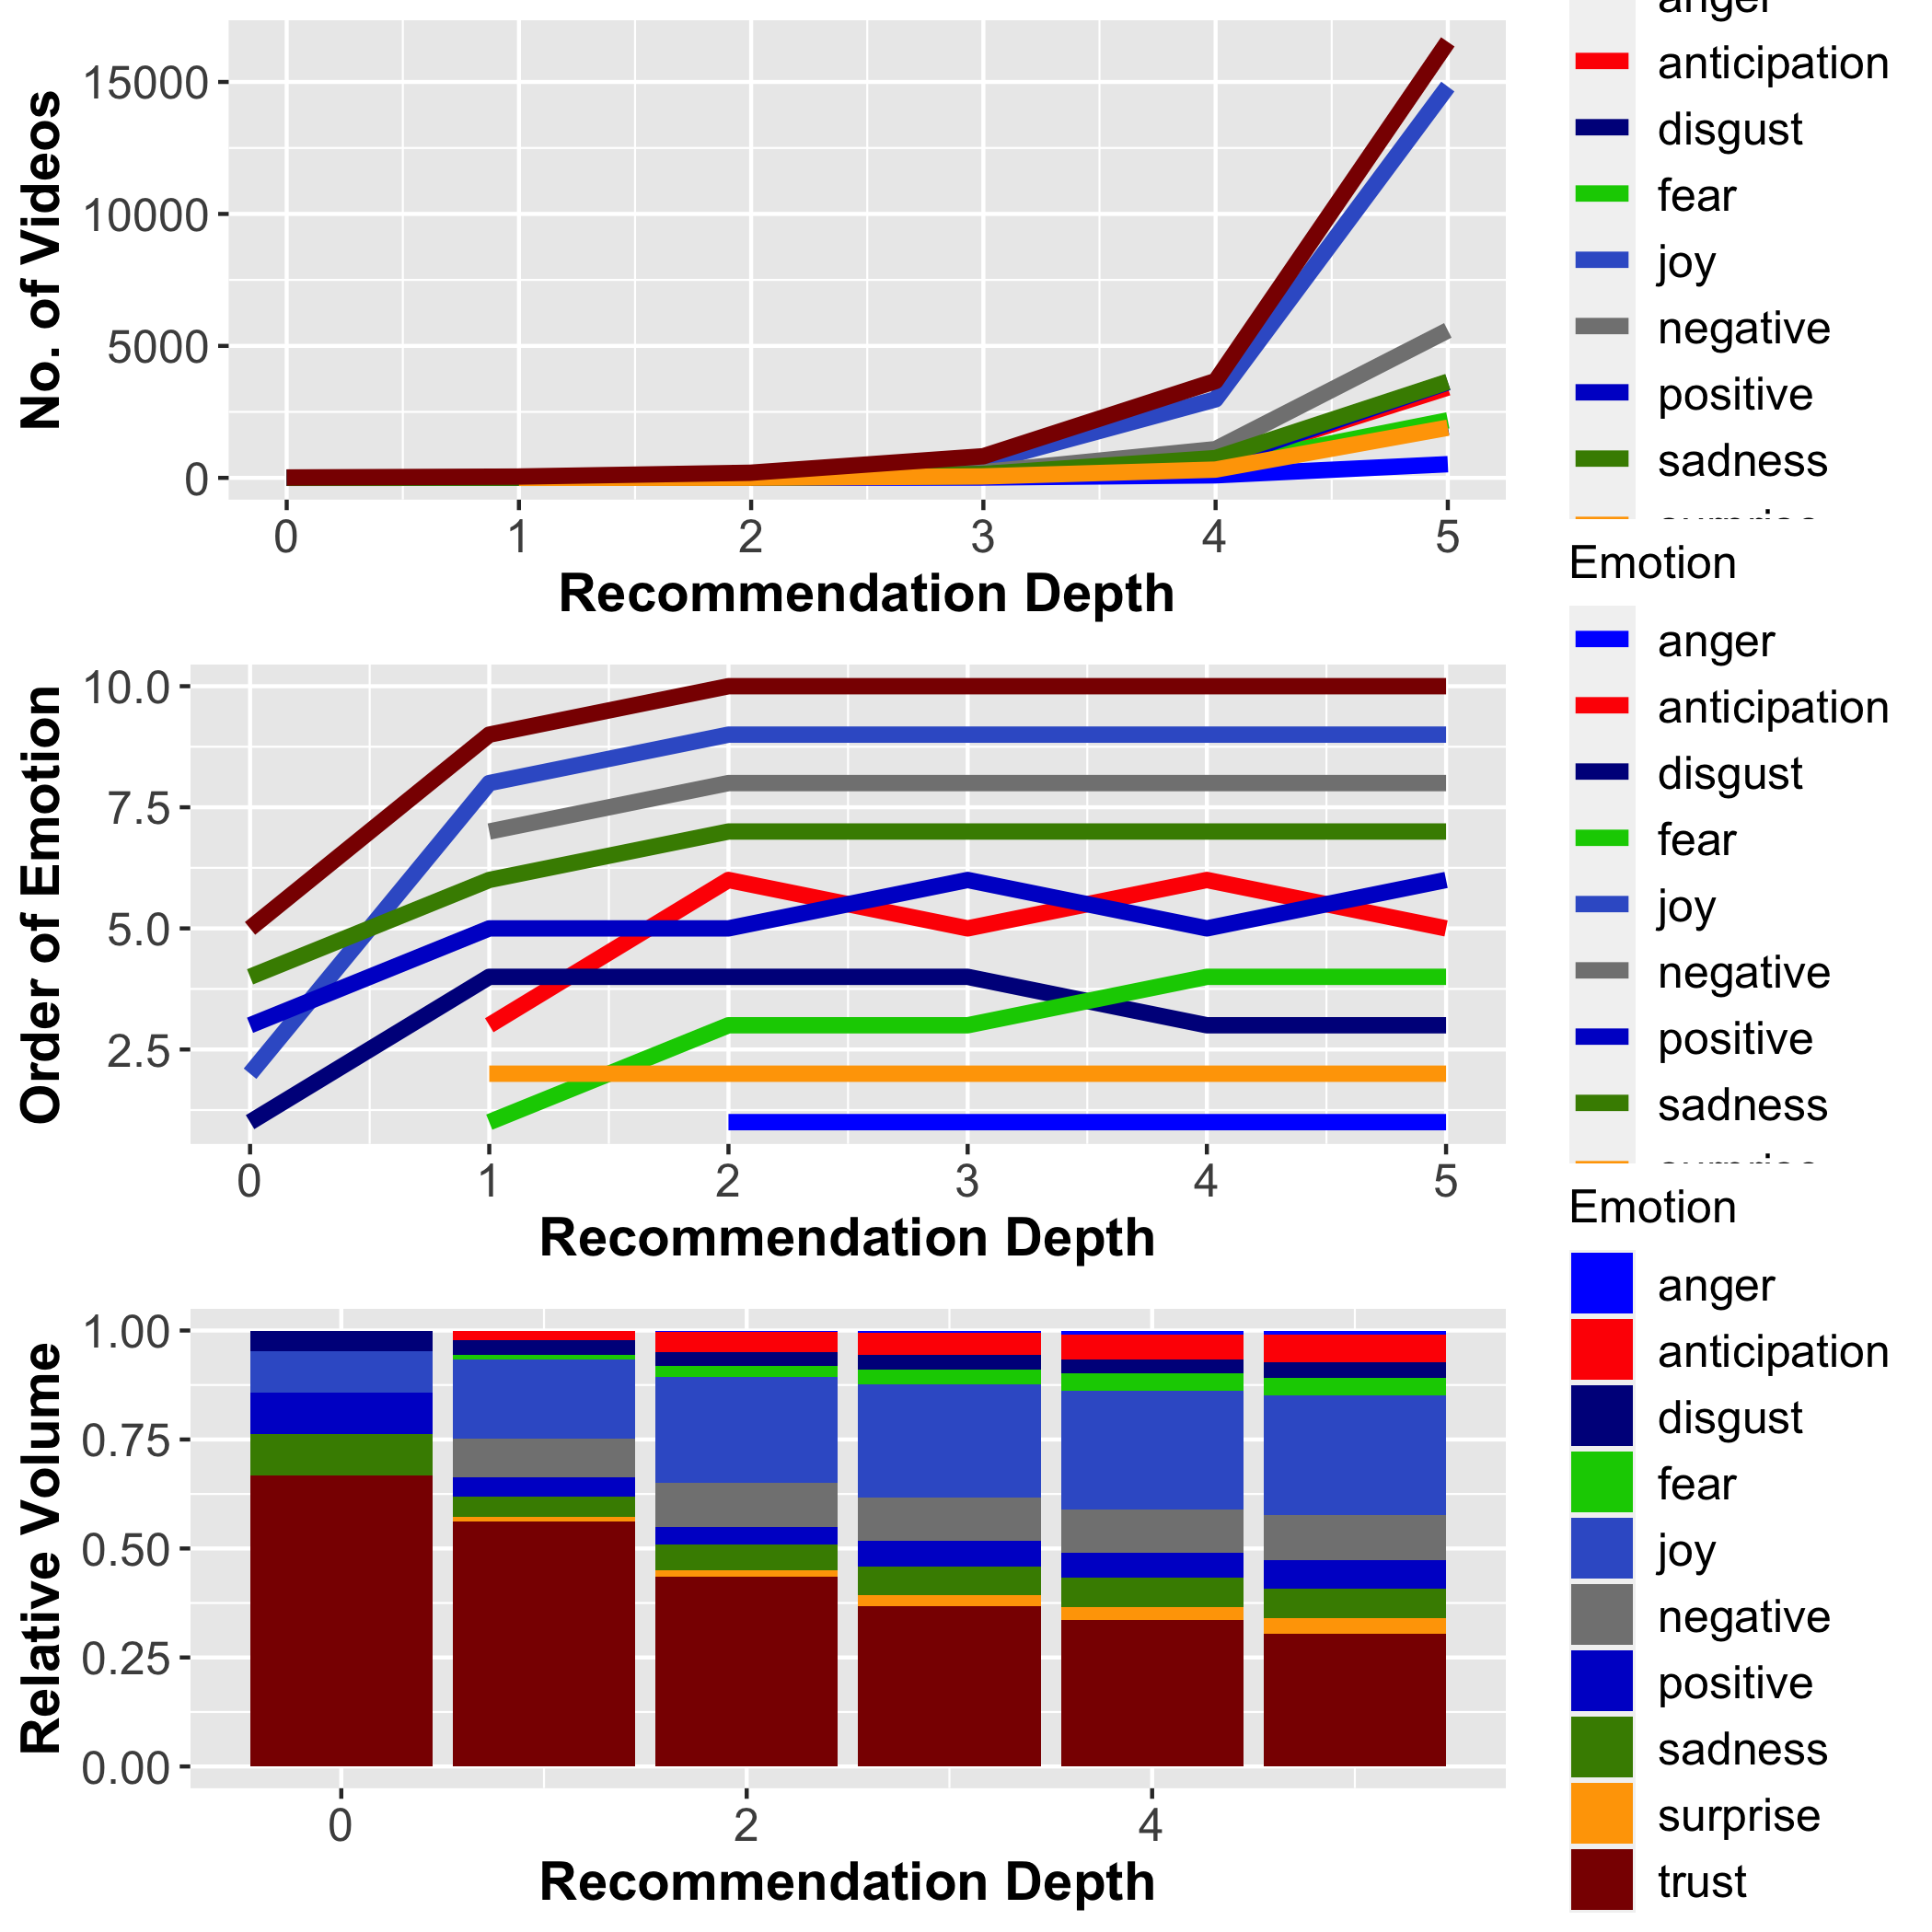 No. of Videos
15000
10000
5000
0
0 1 2 3 4 5
Recommendation Depth
anger
anticipation
disgust
fear
joy
negative
positive
sadness
surprise
Order of Emotion
10.0
7.5
5.0
2.5
0 1 2 3 4 5
Recommendation Depth
Emotion
anger
anticipation
disgust
fear
joy
negative
positive
sadness
surprise
Relative Volume
1.00
0.75
0.50
0.25
0.00
0 2 4
Recommendation Depth
Emotion
anger
anticipation
disgust
fear
joy
negative
positive
sadness
surprise
trust